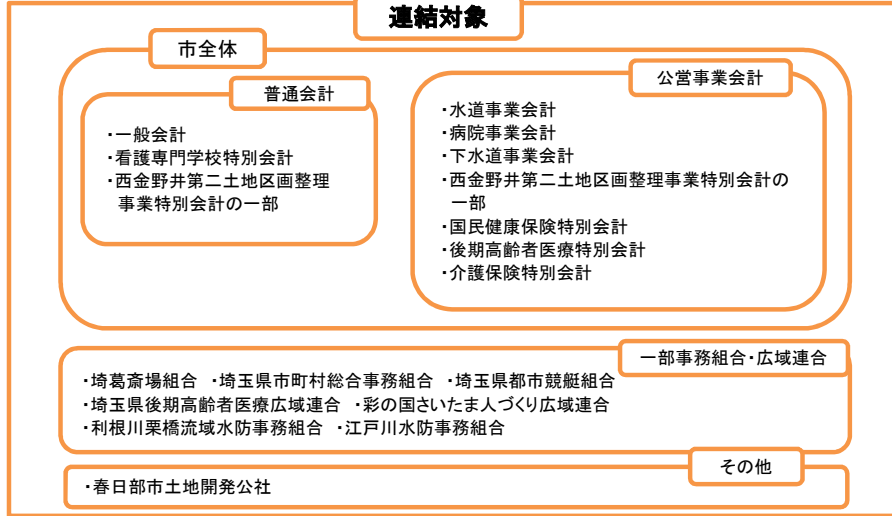 連結対象
市全体
普通会計
・一般会計
・看護専門学校特別会計
・西金野井第二土地区画整理
事業特別会計の一部
公営事業会計
・水道事業会計
・病院事業会計
・下水道事業会計
・西金野井第二土地区画整理事業特別会計の
一部
・国民健康保険特別会計
・後期高齢者医療特別会計
・介護保険特別会計
一部事務組合・広域連合
・埼葛斎場組合 ・埼玉県市町村総合事務組合 ・埼玉県都市競艇組合
・埼玉県後期高齢者医療広域連合 ・彩の国さいたま人づくり広域連合
・利根川栗橋流域水防事務組合 ・江戸川水防事務組合
その他
・春日部市土地開発公社